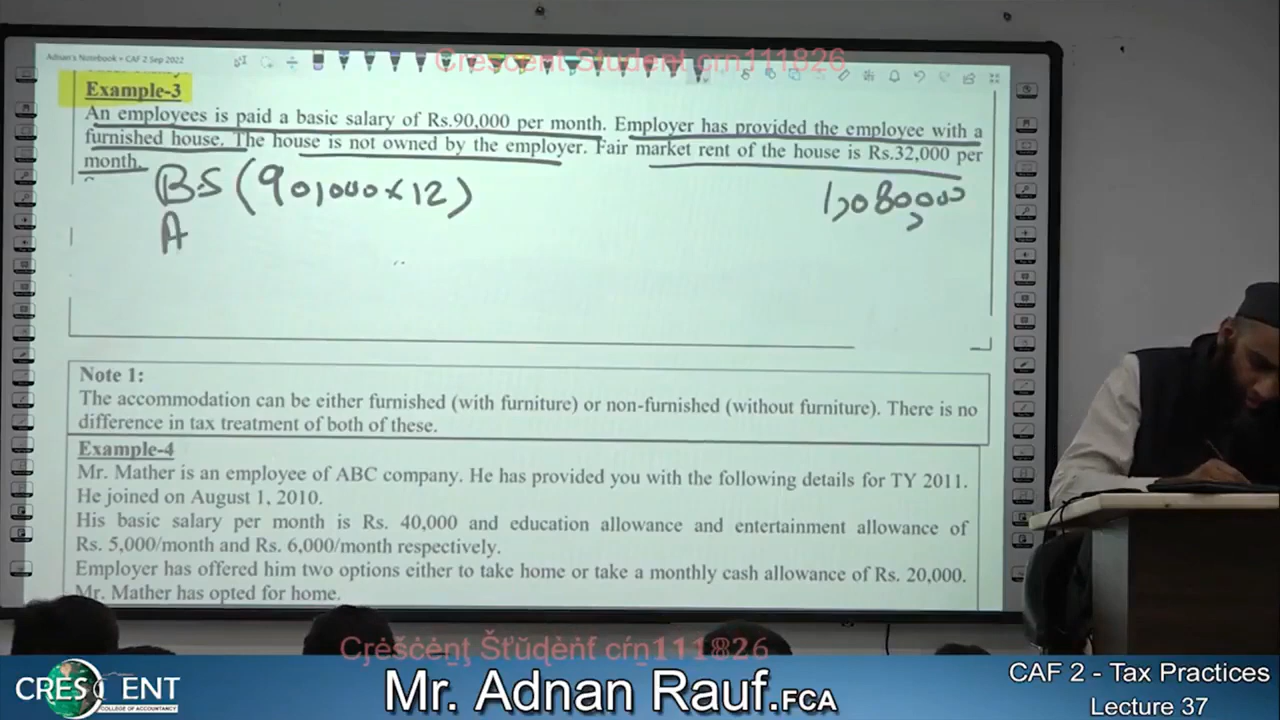 Adnan's Notebook > CAF 2 Sep 2022
Crescent Student crn111826
Example-3
An employees is paid a basic salary of Rs.90,000 per month. Employer has provided the employee with a
furnished house. The house is not owned by the employer. Fair market rent of the house is Rs.32,000 per
month.
B.S (90,000 x 12) 1,080,000
A
Note 1:
The accommodation can be either furnished (with furniture) or non-furnished (without furniture). There is no
difference in tax treatment of both of these.
Example-4
Mr. Mather is an employee of ABC company. He has provided you with the following details for TY 2011.
He joined on August 1, 2010.
His basic salary per month is Rs. 40,000 and education allowance and entertainment allowance of
Rs. 5,000/month and Rs. 6,000/month respectively.
Employer has offered him two options either to take home or take a monthly cash allowance of Rs. 20,000.
Mr. Mather has opted for home.
Çŗėšċėņţ Šťŭḍèṅť cŕṅ111826
CRESCENT
COLLEGE OF ACCOUNTANCY
Mr. Adnan Rauf.FCA
CAF 2 - Tax Practices
Lecture 37